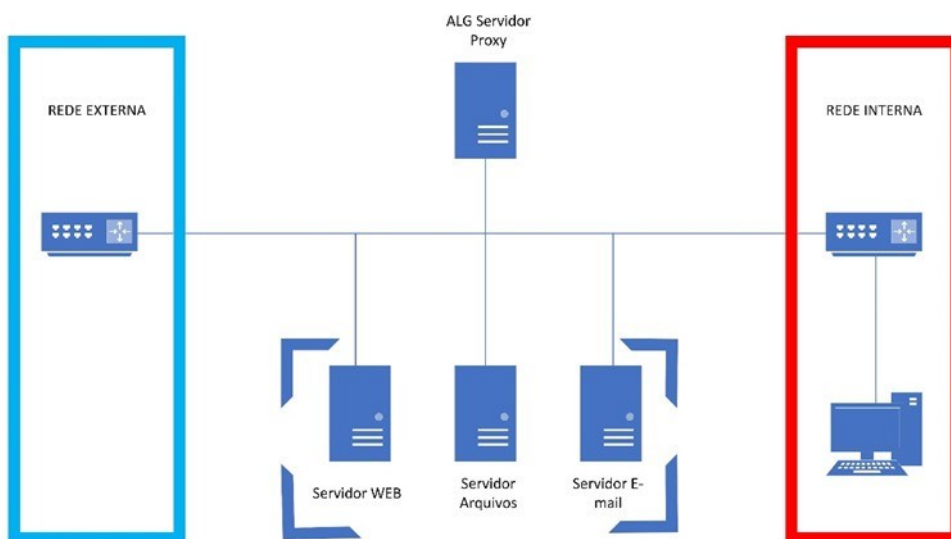 ALG Servidor
Proxy
REDE EXTERNA
REDE INTERNA
Servidor WEB
Servidor
Arquivos
Servidor E-
mail